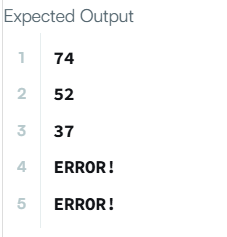 Expected Output
1 74
2 52
3 37
4 ERROR!
5 ERROR!